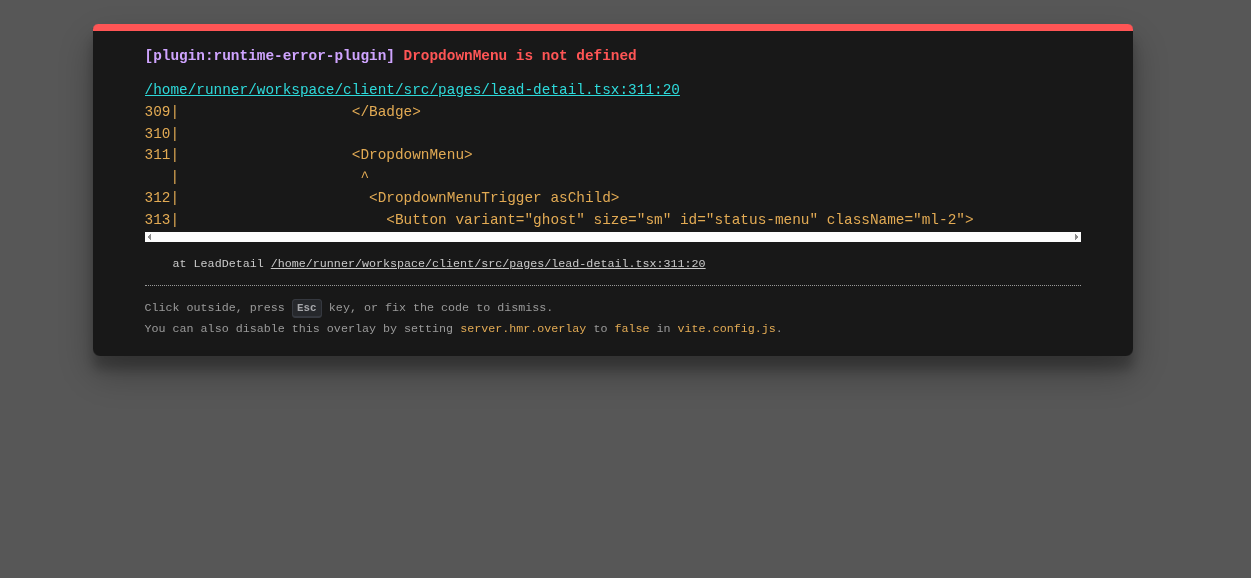 [plugin:runtime-error-plugin] DropdownMenu is not defined
/home/runner/workspace/client/src/pages/lead-detail.tsx:311:20
309|                    </Badge>
310|
311|                    <DropdownMenu>
   |                     ^
312|                      <DropdownMenuTrigger asChild>
313|                        <Button variant="ghost" size="sm" id="status-menu" className="ml-2">
at LeadDetail /home/runner/workspace/client/src/pages/lead-detail.tsx:311:20
Click outside, press Esc key, or fix the code to dismiss.
You can also disable this overlay by setting server.hmr.overlay to false in vite.config.js.